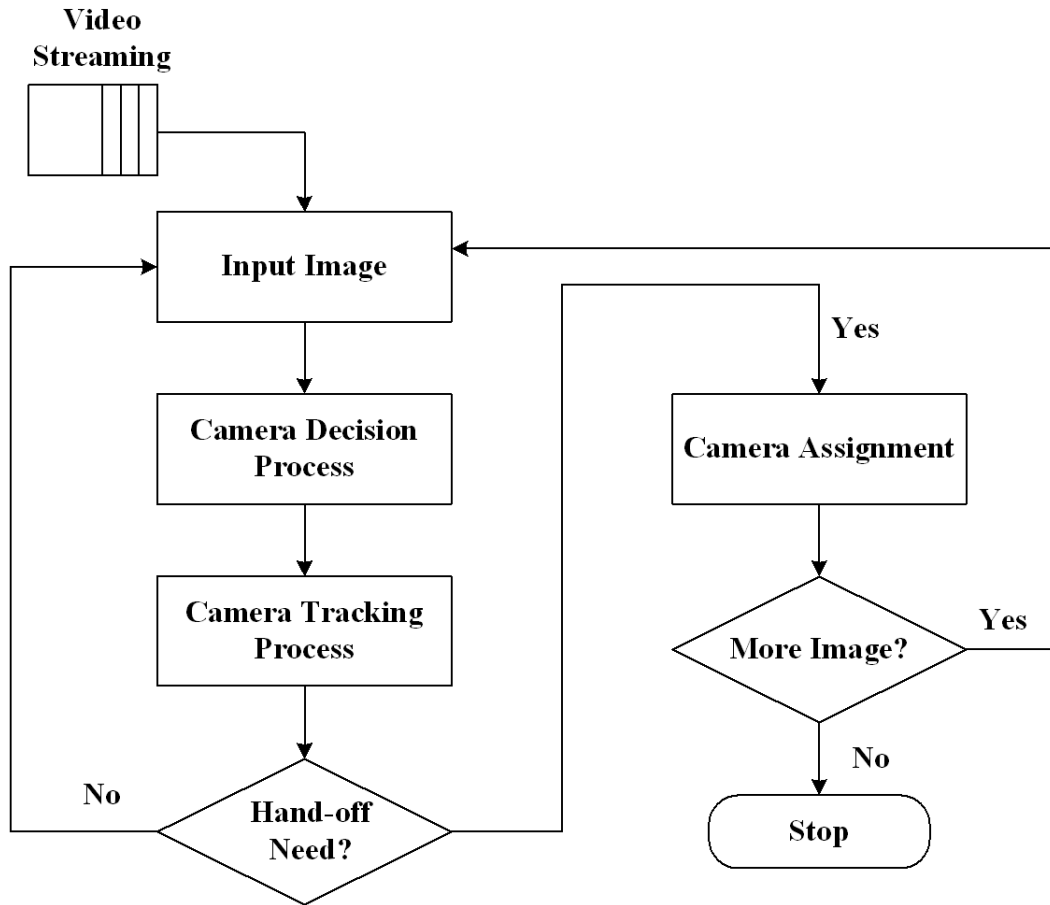 Video
Streaming
Input Image
Camera Decision
Process
Camera Tracking
Process
Hand-off
Need?
No
Yes
Camera Assignment
More Image?
Yes
No
Stop